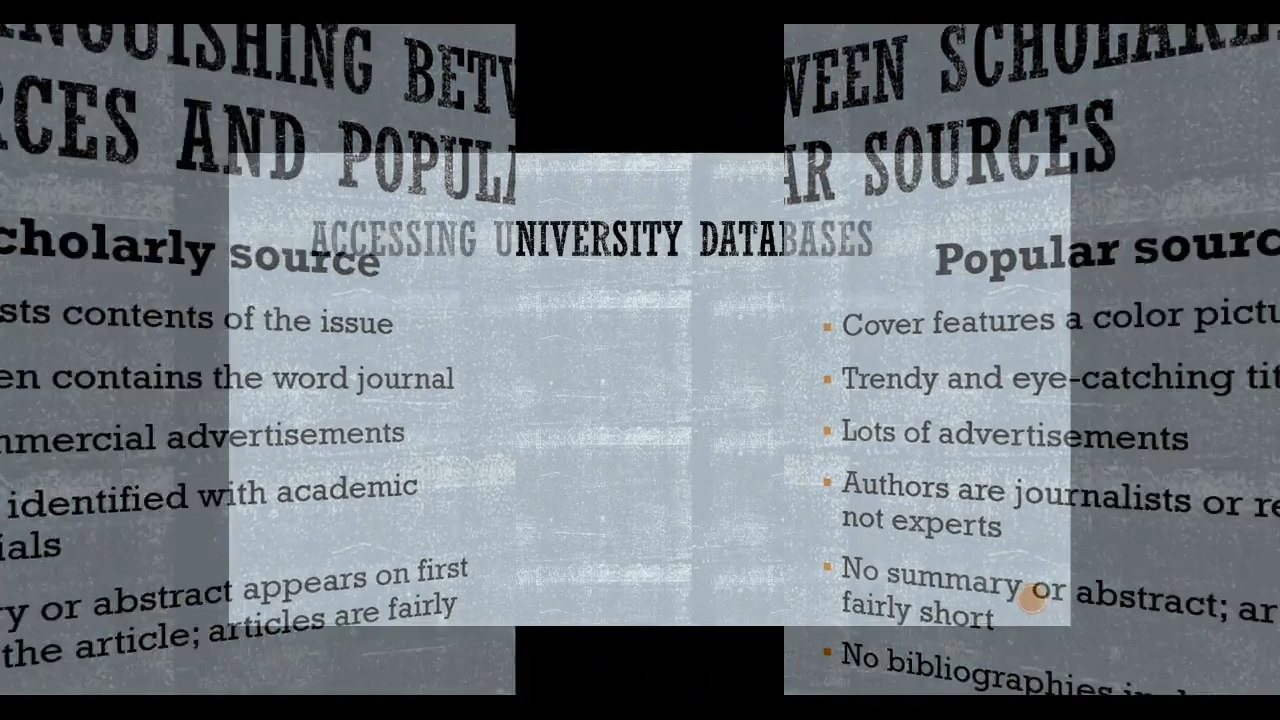 INGUISHING BETW
RCES AND POPULA
WEEN SCHOLARL
AR SOURCES
ACCESSING UNIVERSITY DATABASES
cholarly source
sts contents of the issue
en contains the word journal
mmercial advertisements
identified with academic
ials
ry or abstract appears on first
the article; articles are fairly
Popular sourc
▪ Cover features a color pictu
▪ Trendy and eye-catching tit
▪ Lots of advertisements
▪ Authors are journalists or re
not experts
▪ No summary or abstract; ar
fairly short
▪ No bibliographies